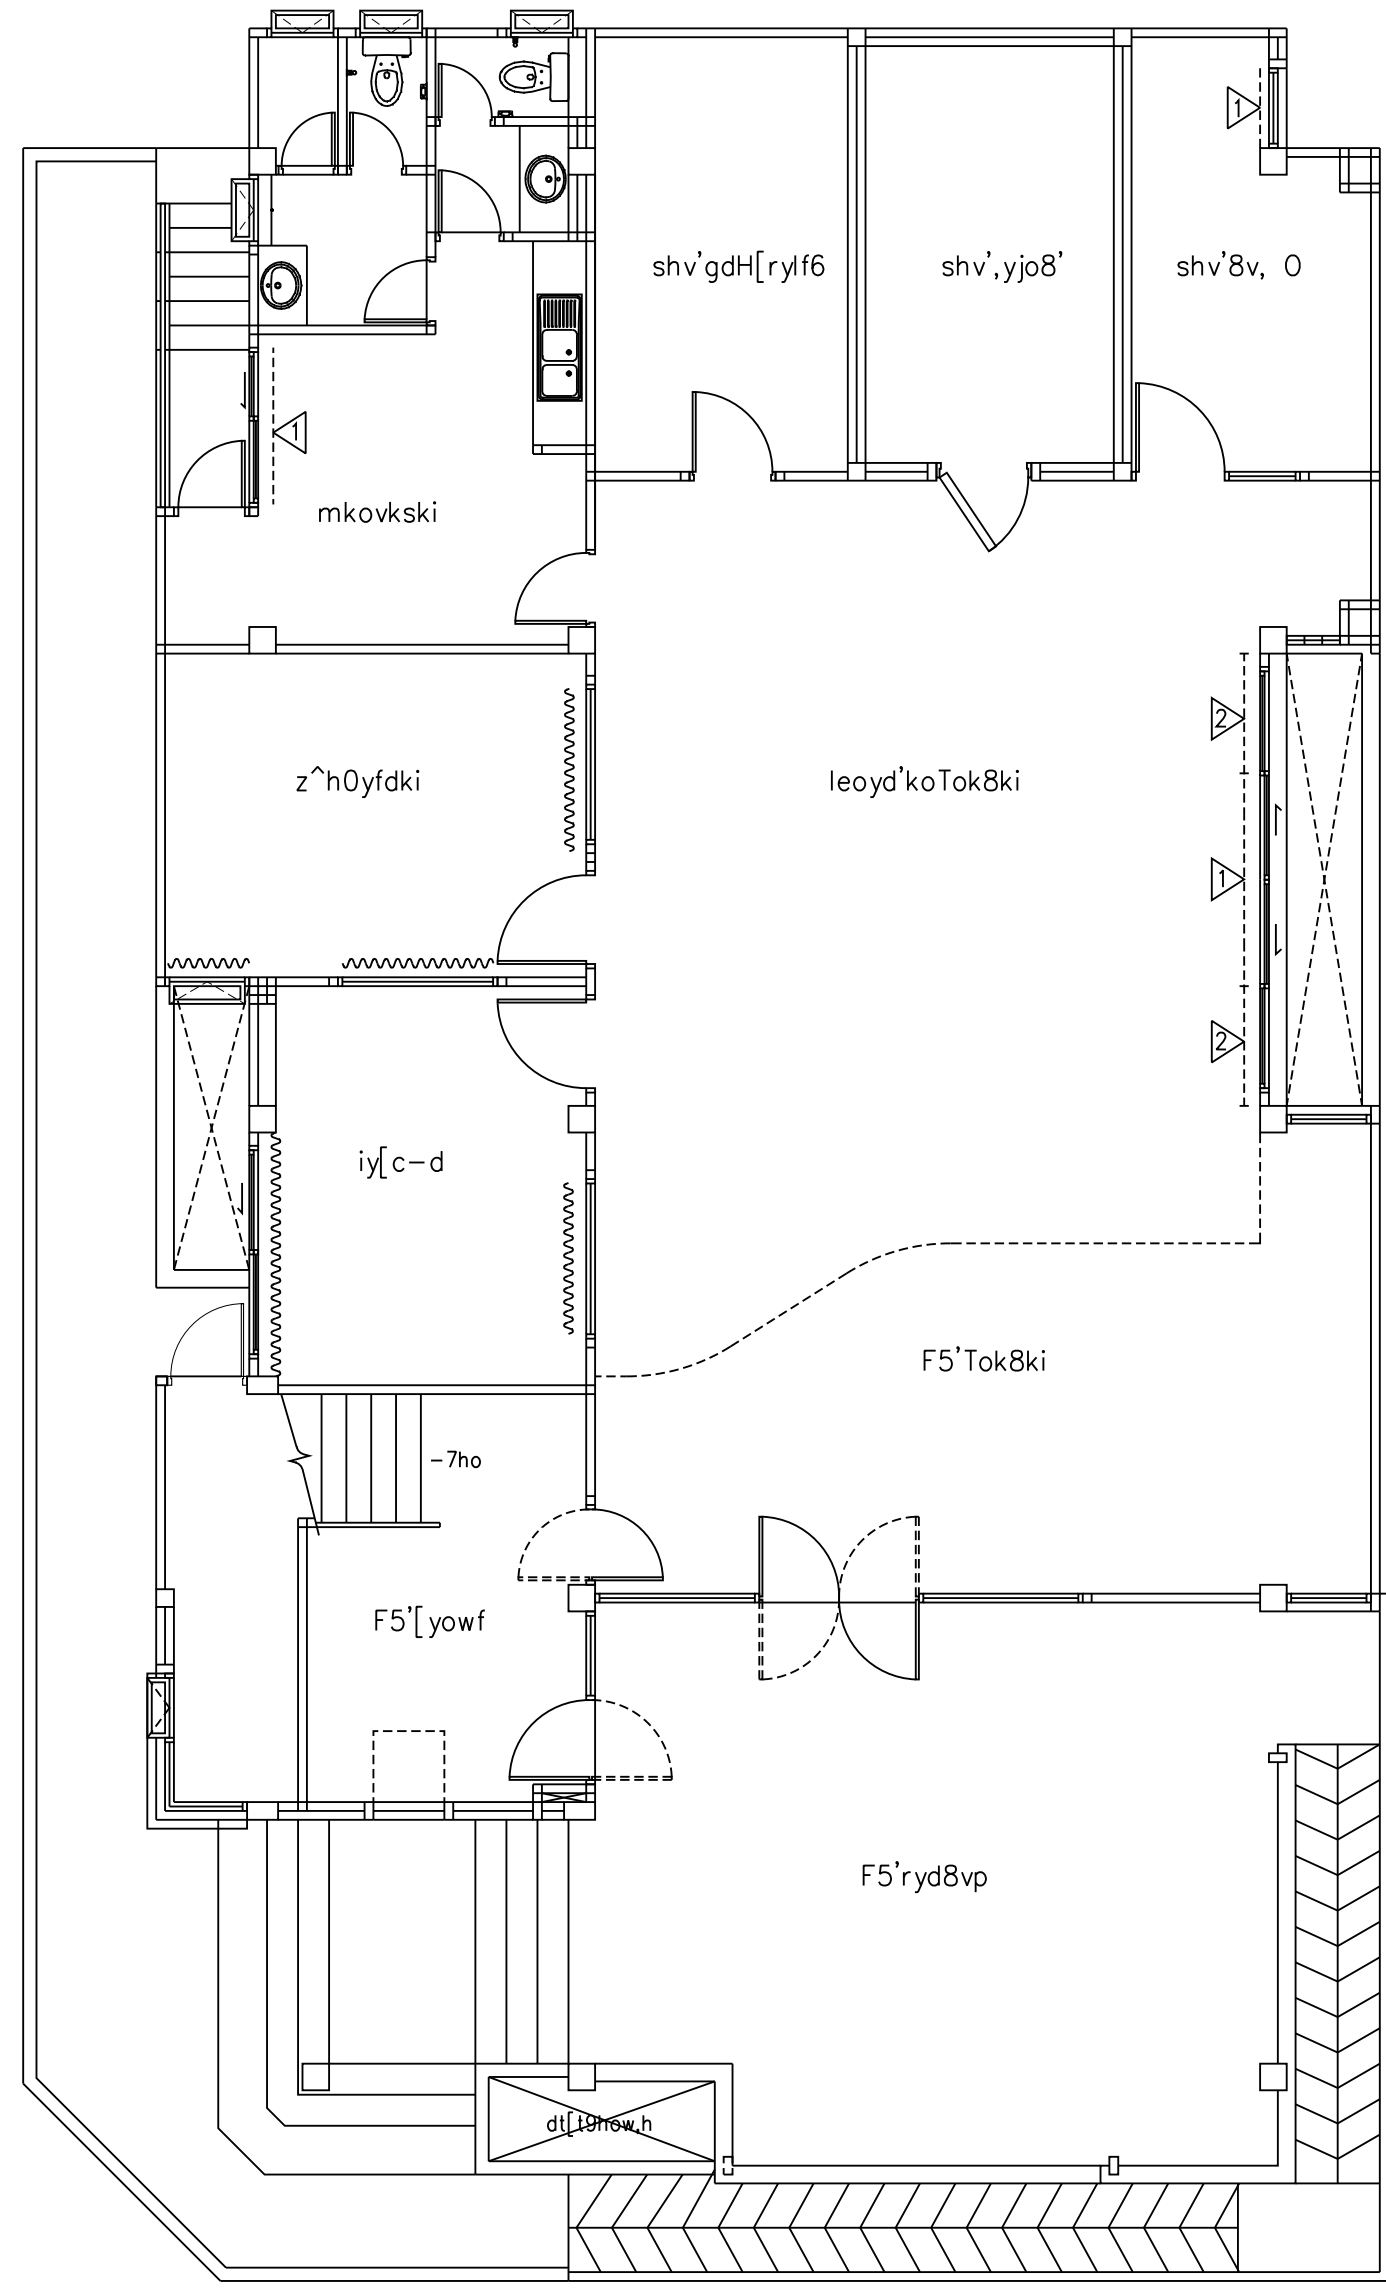 shv'gdH[rylf6
shv',yjo8'
shv'8v, O
1
1
mkovkski
2
z^h0yfdki
leoyd'koTok8ki
1
2
iy[c-d
F5'Tok8ki
-7ho
F5'[yowf
F5'ryd8vp
dt[t9how,h